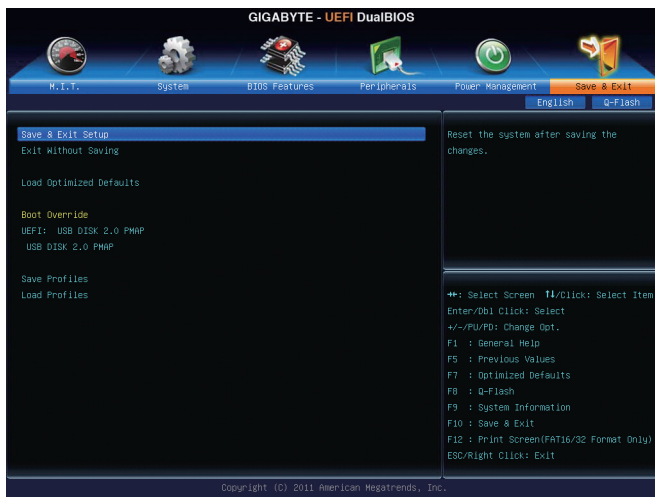 GIGABYTE - UEFI DualBIOS
M.I.T. System BIOS Features Peripherals Power Management Save & Exit
English Q-Flash
Save & Exit Setup
Exit Without Saving
Load Optimized Defaults
Boot Override
UEFI: USB DISK 2.0 PMAP
USB DISK 2.0 PMAP
Save Profiles
Load Profiles
Reset the system after saving the
changes.
→←: Select Screen ↑↓/Click: Select Item
Enter/Dbl Click: Select
+/-/PU/PD: Change Opt.
F1 : General Help
F5 : Previous Values
F7 : Optimized Defaults
F8 : Q-Flash
F9 : System Information
F10 : Save & Exit
F12 : Print Screen(FAT16/32 Format Only)
ESC/Right Click: Exit
Copyright (C) 2011 American Megatrends, Inc.